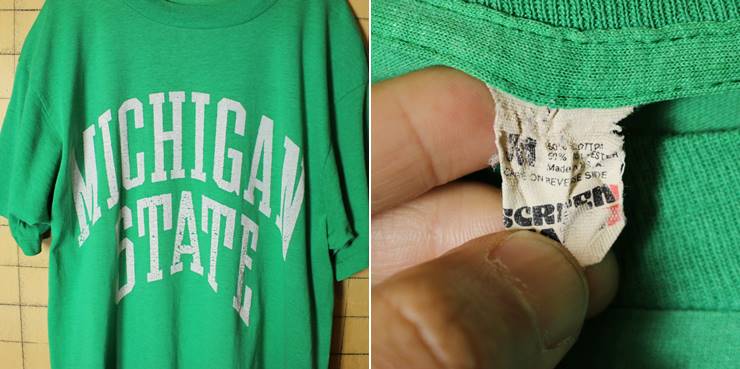 MICHIGAN
STATE
50% COTTON
50% POLYESTER
Made in U.S.A.
CARE ON REVERSE SIDE
SCREEN